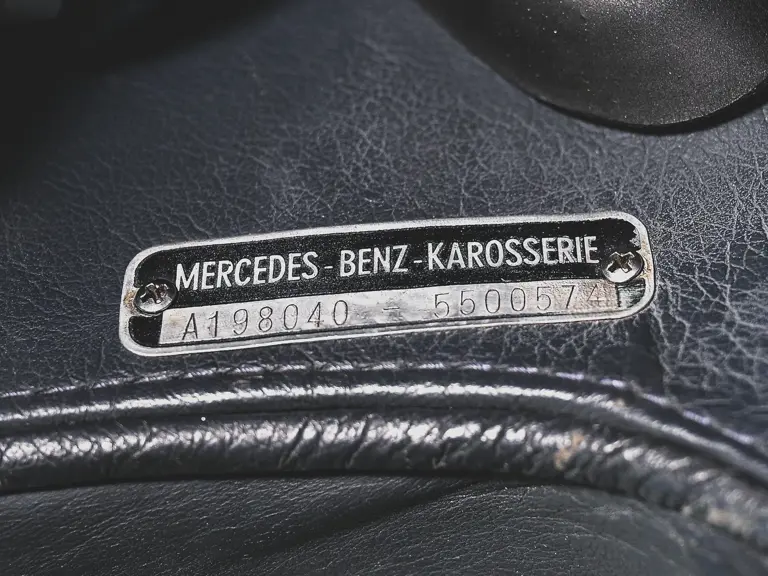 MERCEDES-BENZ-KAROSSERIE
A198040 - 5500574